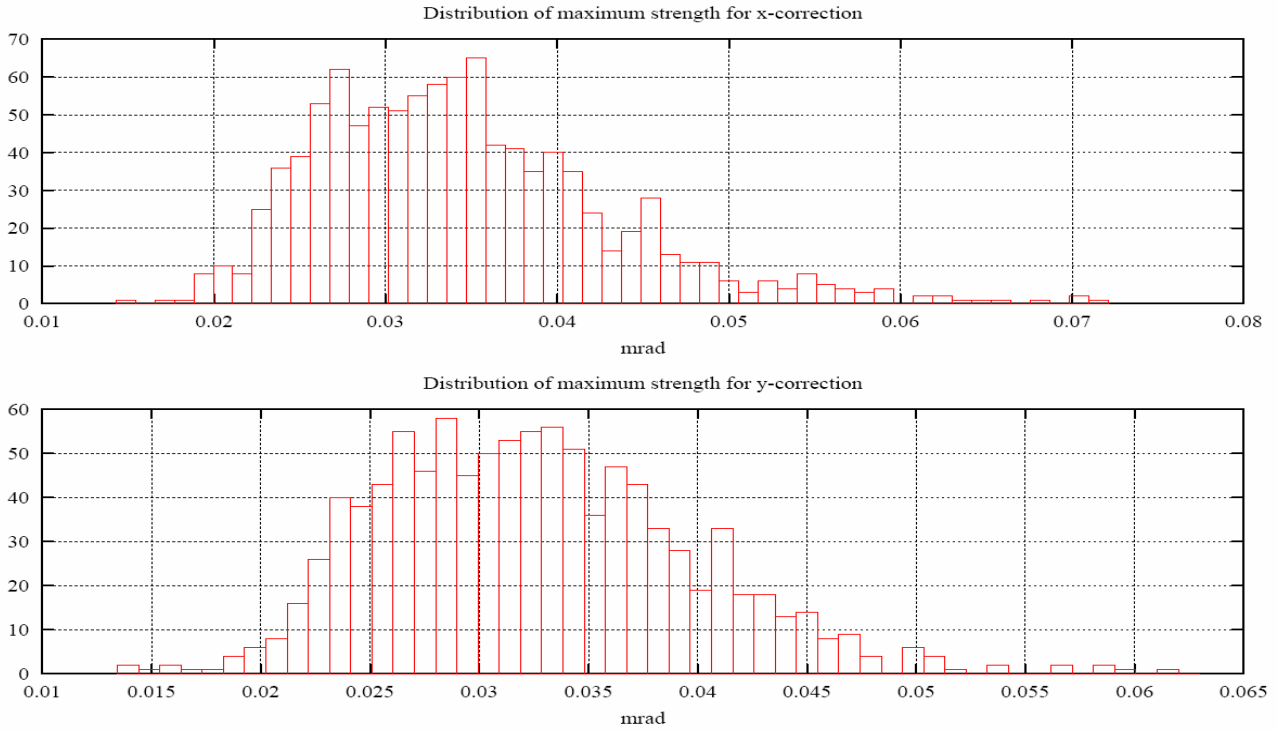 Distribution of maximum strength for x-correction
70
60
50
40
30
20
10
0
0.01 0.02 0.03 0.04 0.05 0.06 0.07 0.08
mrad
Distribution of maximum strength for y-correction
60
50
40
30
20
10
0
0.01 0.015 0.02 0.025 0.03 0.035 0.04 0.045 0.05 0.055 0.06 0.065
mrad